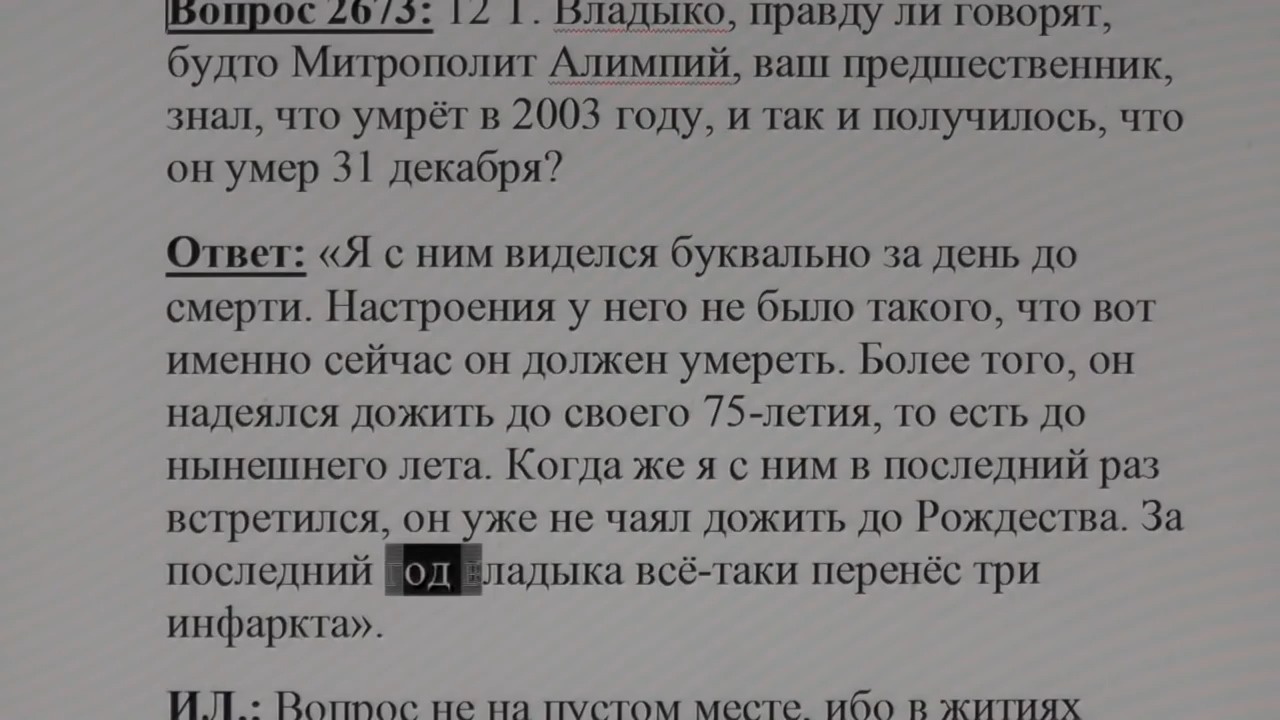 Вопрос 2673: 12 Т. Владыко, правду ли говорят,
будто Митрополит Алимпий, ваш предшественник,
знал, что умрёт в 2003 году, и так и получилось, что
он умер 31 декабря?
Ответ: «Я с ним виделся буквально за день до
смерти. Настроения у него не было такого, что вот
именно сейчас он должен умереть. Более того, он
надеялся дожить до своего 75-летия, то есть до
нынешнего лета. Когда же я с ним в последний раз
встретился, он уже не чаял дожить до Рождества. За
последний год владыка всё-таки перенёс три
инфаркта».
И.Л.: Вопрос не на пустом месте, ибо в житиях